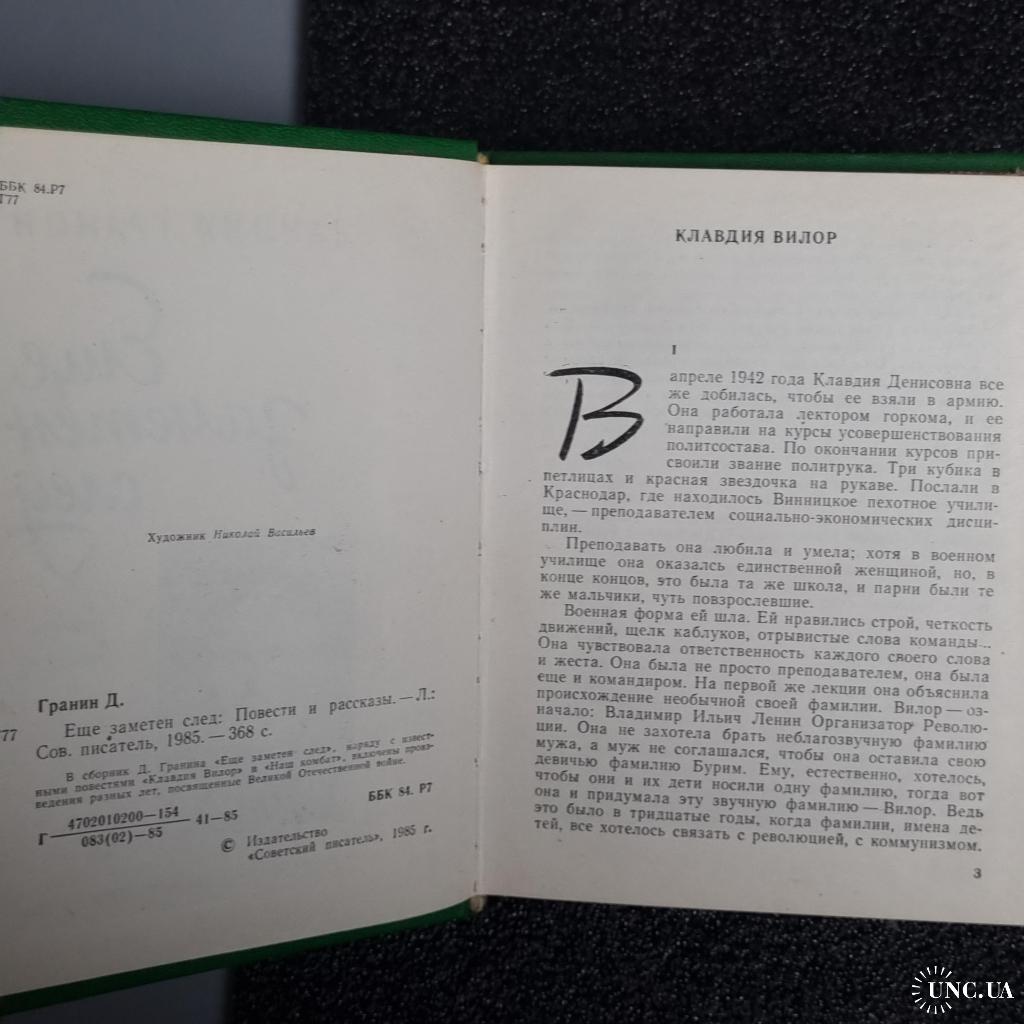 ББК 84.Р7
Г77
Художник Николай Васильев
Гранин Д.
Г77
Еще заметен след: Повести и рассказы. — Л.:
Сов. писатель, 1985. — 368 с.
В сборник Д. Гранина «Еще заметен след», наряду с извест-
ными повестями «Клавдия Вилор» и «Наш комбат», включены произ-
ведения разных лет, посвященные Великой Отечественной войне.
Г 4702010200—154 41—85
083(02)—85
ББК 84. Р7
© Издательство
«Советский писатель», 1985 г.
КЛАВДИЯ ВИЛОР
I
В апреле 1942 года Клавдия Денисовна все
же добилась, чтобы ее взяли в армию.
Она работала лектором горкома, и ее
направили на курсы усовершенствования
политсостава. По окончании курсов при-
своили звание политрука. Три кубика в
петлицах и красная звездочка на рукаве. Послали в
Краснодар, где находилось Винницкое пехотное учили-
ще, — преподавателем социально-экономических дисци-
плин.
Преподавать она любила и умела; хотя в военном
училище она оказалсь единственной женщиной, но, в
конце концов, это была та же школа, и парни были те
же мальчики, чуть повзрослевшие.
Военная форма ей шла. Ей нравились строй, четкость
движений, щелк каблуков, отрывистые слова команды...
Она чувствовала ответственность каждого своего слова
и жеста. Она была не просто преподавателем, она была
еще и командиром. На первой же лекции она объяснила
происхождение необычной своей фамилии. Вилор — оз-
начало: Владимир Ильич Ленин Организатор Револю-
ции. Она не захотела брать неблагозвучную фамилию
мужа, а муж не соглашался, чтобы она оставила свою
девичью фамилию Бурим. Ему, естественно, хотелось,
чтобы они и их дети носили одну фамилию, тогда вот
она и придумала эту звучную фамилию — Вилор. Ведь
это было в тридцатые годы, когда фамилии, имена де-
тей, все хотелось связать с революцией, с коммунизмом.
3
UNC.UA